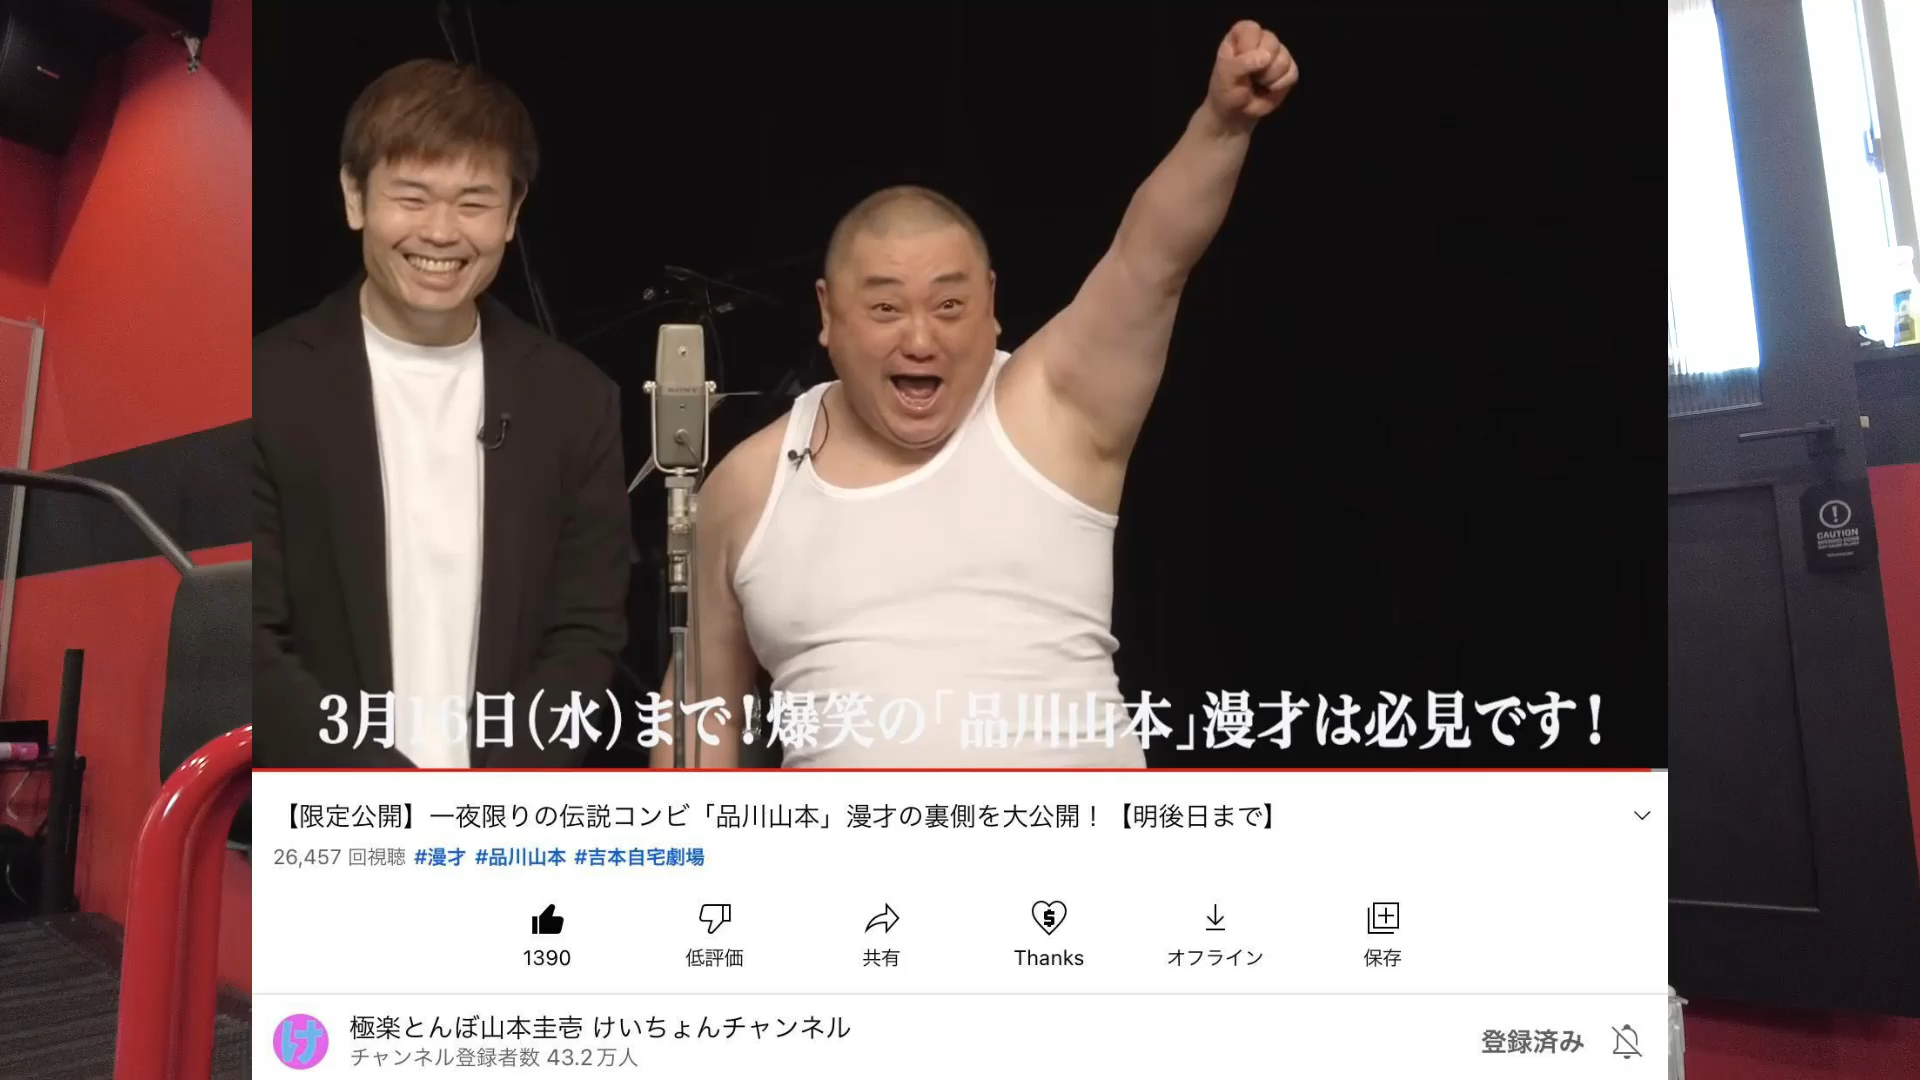 SONY
3月16日(水)まで!爆笑の「品川山本」漫才は必見です!
【限定公開】一夜限りの伝説コンビ「品川山本」漫才の裏側を大公開！【明後日まで】
26,457 回視聴 #漫才 #品川山本 #吉本自宅劇場
1390 低評価 共有 Thanks オフライン 保存
け 極楽とんぼ山本圭壱 けいちょんチャンネル
チャンネル登録者数 43.2万人
登録済み
CAUTION